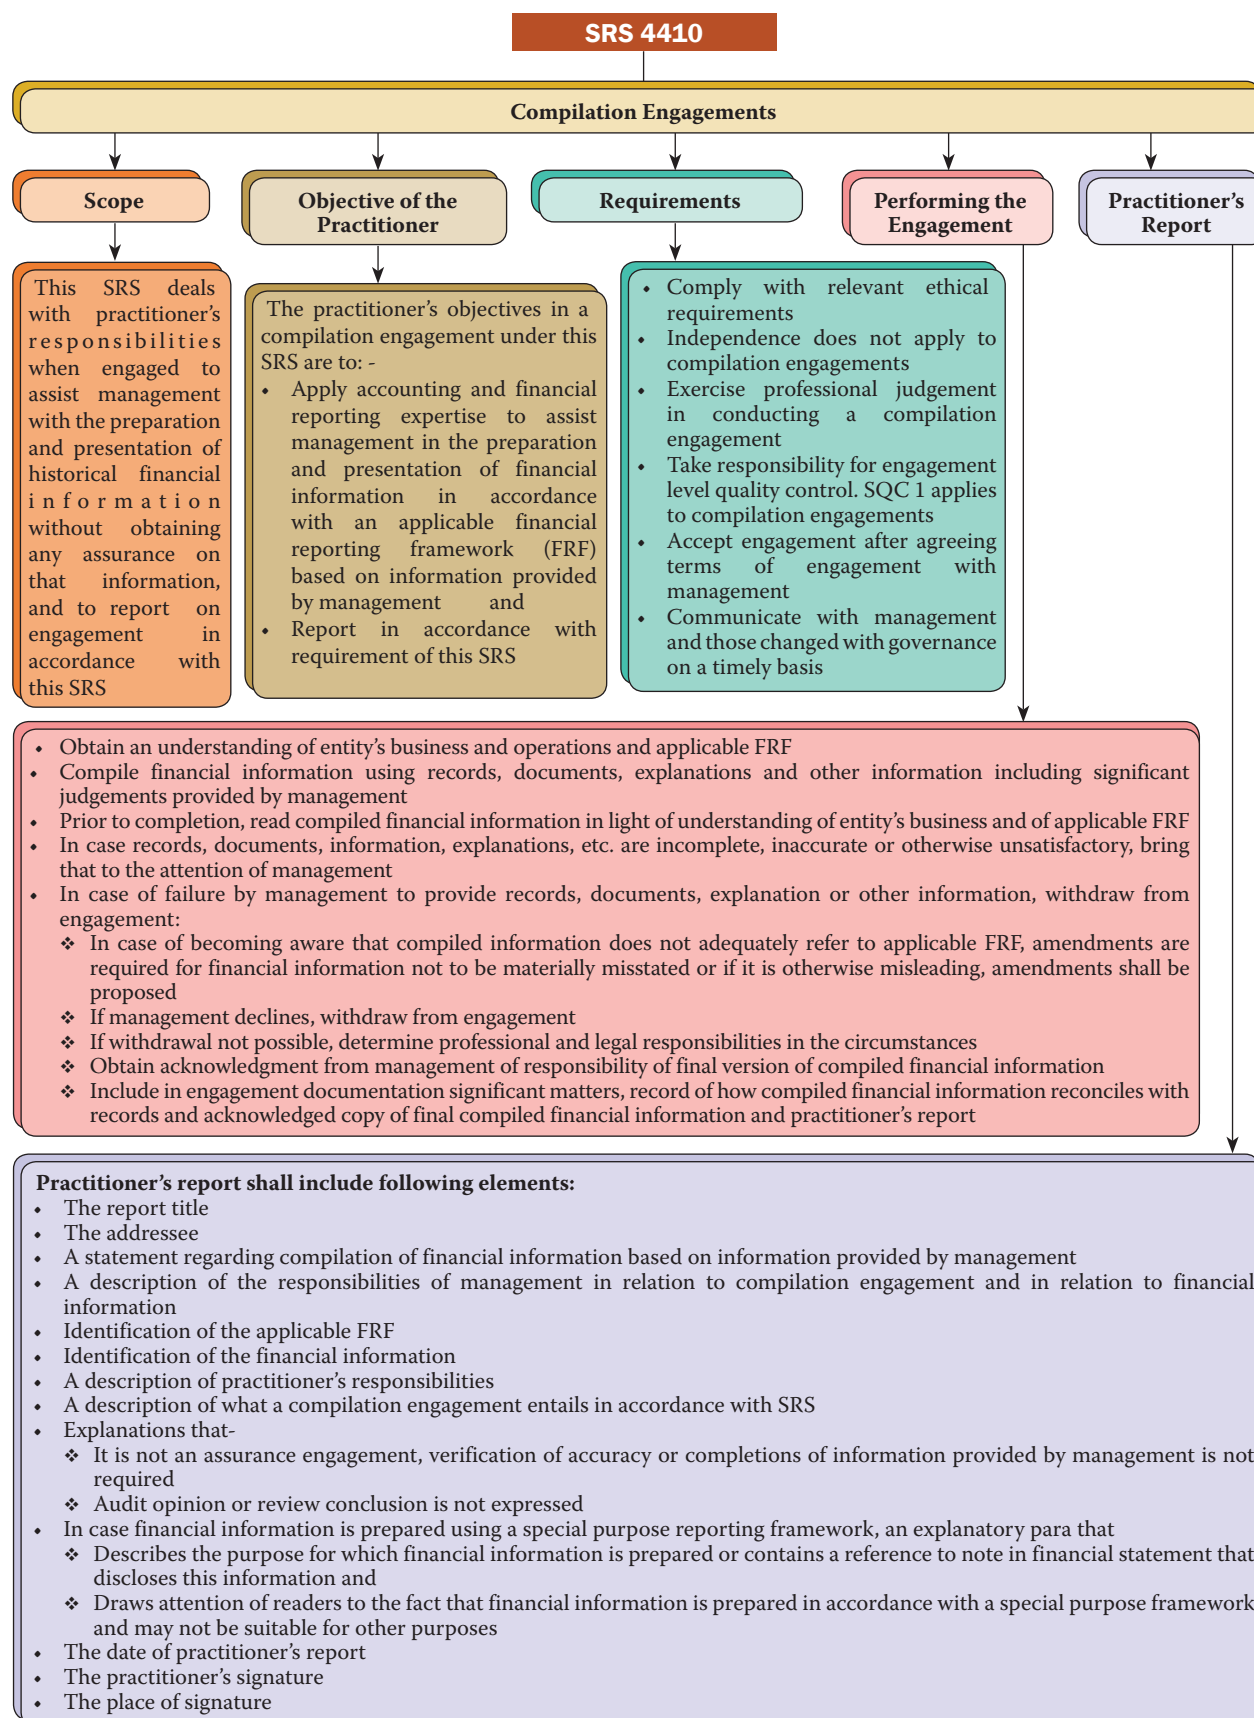 SRS 4410
Compilation Engagements
Scope
Objective of the
Practitioner
Requirements
Performing the
Engagement
Practitioner's
Report
This SRS deals
with practitioner's
responsibilities
when engaged to
assist management
with the preparation
and presentation of
historical financial
information
without obtaining
any assurance on
that information,
and to report on
engagement in
accordance with
this SRS
The practitioner's objectives in a
compilation engagement under this
SRS are to: -
• Apply accounting and financial
reporting expertise to assist
management in the preparation
and presentation of financial
information in accordance
with an applicable financial
reporting framework (FRF)
based on information provided
by management and
• Report in accordance with
requirement of this SRS
• Comply with relevant ethical
requirements
• Independence does not apply to
compilation engagements
• Exercise professional judgement
in conducting a compilation
engagement
• Take responsibility for engagement
level quality control. SQC 1 applies
to compilation engagements
• Accept engagement after agreeing
terms of engagement with
management
• Communicate with management
and those changed with governance
on a timely basis
• Obtain an understanding of entity's business and operations and applicable FRF
• Compile financial information using records, documents, explanations and other information including significant
judgements provided by management
• Prior to completion, read compiled financial information in light of understanding of entity's business and of applicable FRF
• In case records, documents, information, explanations, etc. are incomplete, inaccurate or otherwise unsatisfactory, bring
that to the attention of management
• In case of failure by management to provide records, documents, explanation or other information, withdraw from
engagement:
❖ In case of becoming aware that compiled information does not adequately refer to applicable FRF, amendments are
required for financial information not to be materially misstated or if it is otherwise misleading, amendments shall be
proposed
❖ If management declines, withdraw from engagement
❖ If withdrawal not possible, determine professional and legal responsibilities in the circumstances
❖ Obtain acknowledgment from management of responsibility of final version of compiled financial information
❖ Include in engagement documentation significant matters, record of how compiled financial information reconciles with
records and acknowledged copy of final compiled financial information and practitioner's report
Practitioner's report shall include following elements:
• The report title
• The addressee
• A statement regarding compilation of financial information based on information provided by management
• A description of the responsibilities of management in relation to compilation engagement and in relation to financial
information
• Identification of the applicable FRF
• Identification of the financial information
• A description of practitioner's responsibilities
• A description of what a compilation engagement entails in accordance with SRS
• Explanations that-
❖ It is not an assurance engagement, verification of accuracy or completions of information provided by management is not
required
❖ Audit opinion or review conclusion is not expressed
• In case financial information is prepared using a special purpose reporting framework, an explanatory para that
❖ Describes the purpose for which financial information is prepared or contains a reference to note in financial statement that
discloses this information and
❖ Draws attention of readers to the fact that financial information is prepared in accordance with a special purpose framework
and may not be suitable for other purposes
• The date of practitioner's report
• The practitioner's signature
• The place of signature